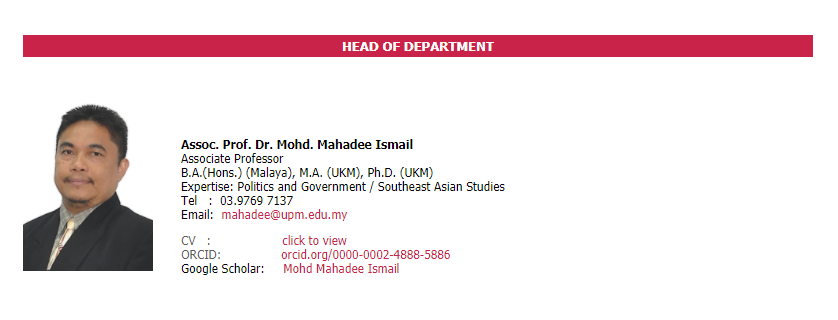 HEAD OF DEPARTMENT
Assoc. Prof. Dr. Mohd. Mahadee Ismail
Associate Professor
B.A.(Hons.) (Malaya), M.A. (UKM), Ph.D. (UKM)
Expertise: Politics and Government / Southeast Asian Studies
Tel : 03.9769 7137
Email: mahadee@upm.edu.my
CV : click to view
ORCID: orcid.org/0000-0002-4888-5886
Google Scholar: Mohd Mahadee Ismail